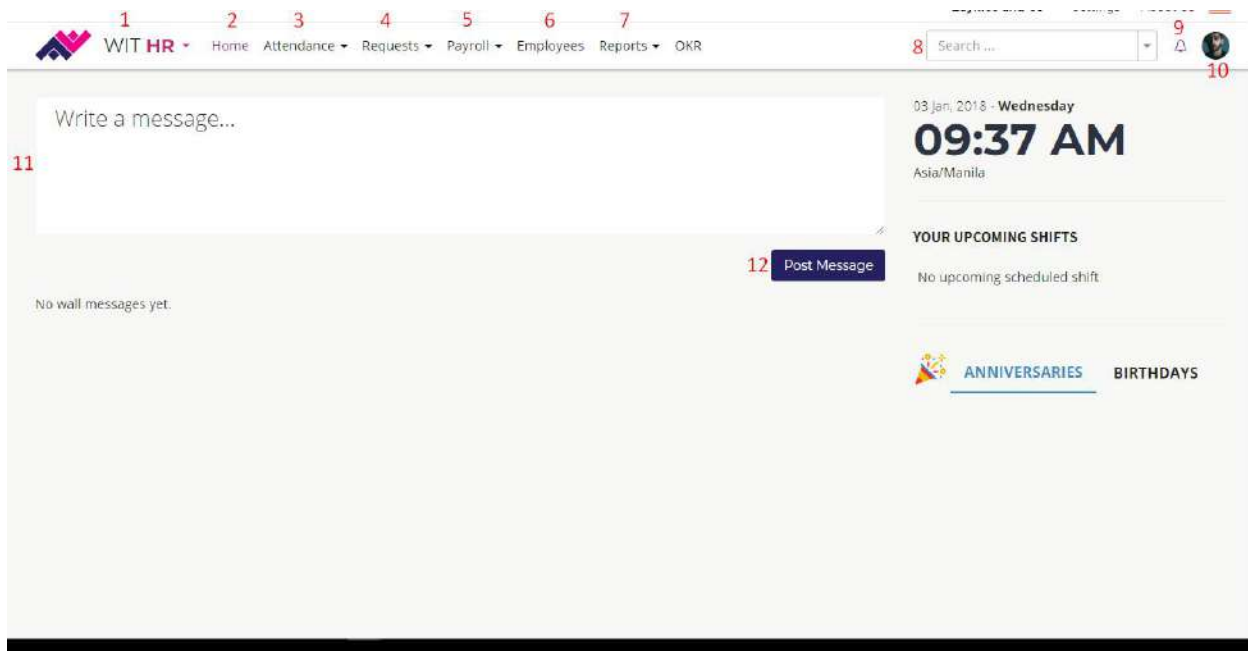 1 2 3 4 5 6 7
WIT HR Home Attendance Requests Payroll Employees Reports OKR
8 Search ... 9
10
Write a message...
11
12 Post Message
No wall messages yet.
03 Jan, 2018 - Wednesday
09:37 AM
Asia/Manila
YOUR UPCOMING SHIFTS
No upcoming scheduled shift
ANNIVERSARIES BIRTHDAYS